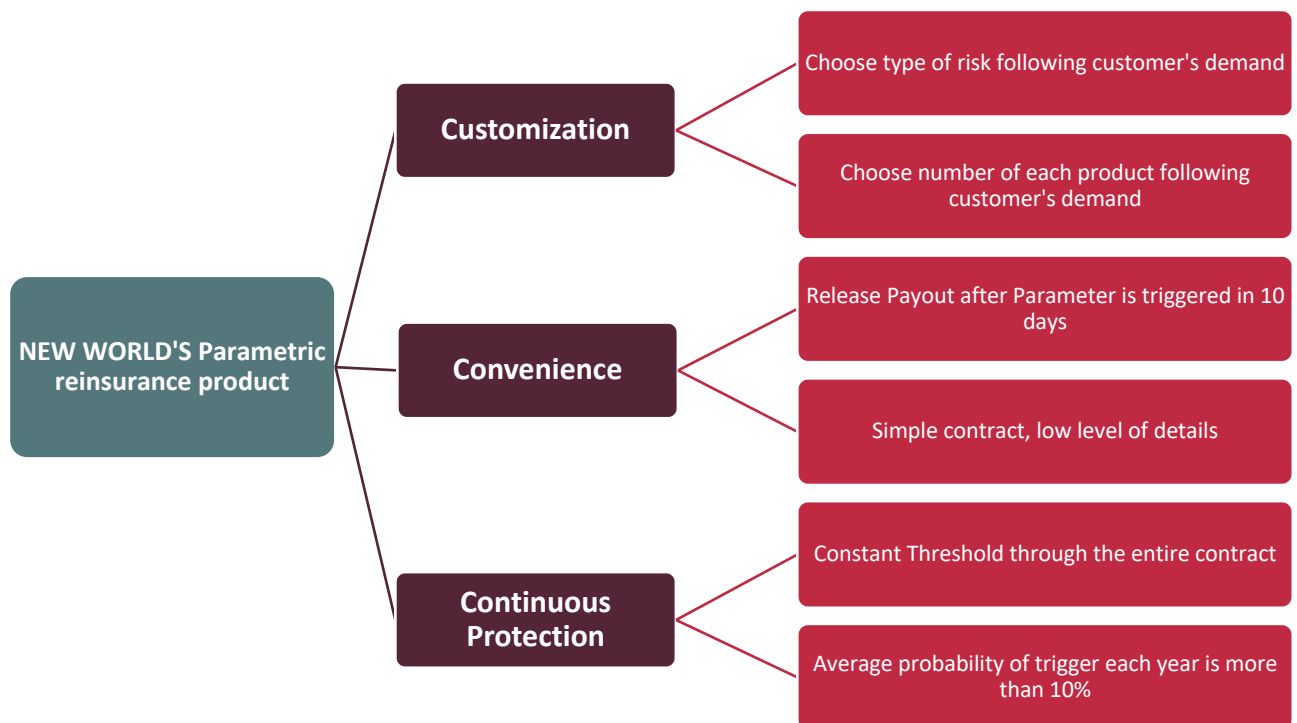 NEW WORLD'S Parametric
reinsurance product
Customization
Choose type of risk following customer's demand
Choose number of each product following
customer's demand
Convenience
Release Payout after Parameter is triggered in 10
days
Simple contract, low level of details
Continuous
Protection
Constant Threshold through the entire contract
Average probability of trigger each year is more
than 10%